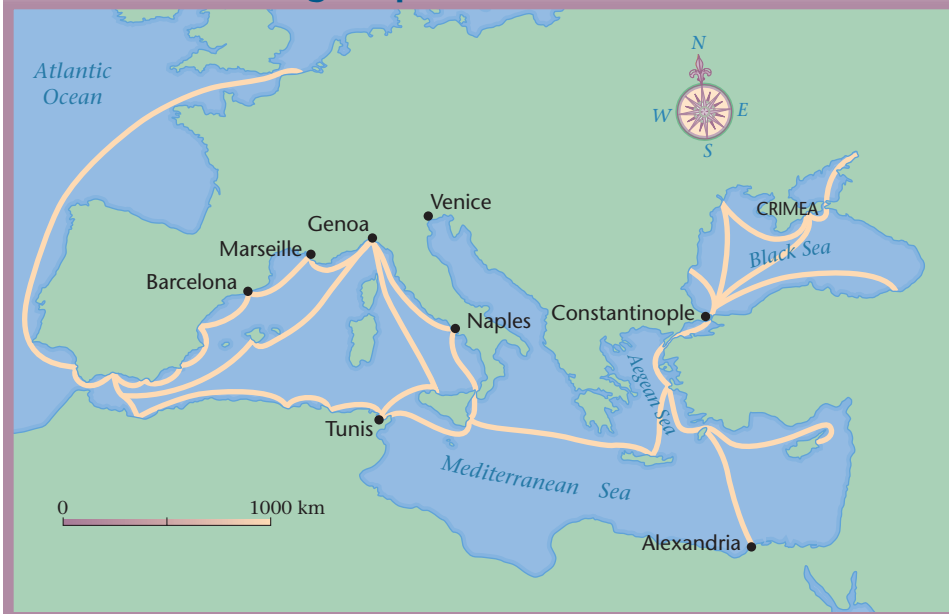 Atlantic
Ocean
N
W
E
S
Venice
CRIMEA
Genoa
Marseille
Black Sea
Barcelona
Constantinople
Naples
Aegean Sea
Tunis
Mediterranean Sea
0
1000 km
Alexandria